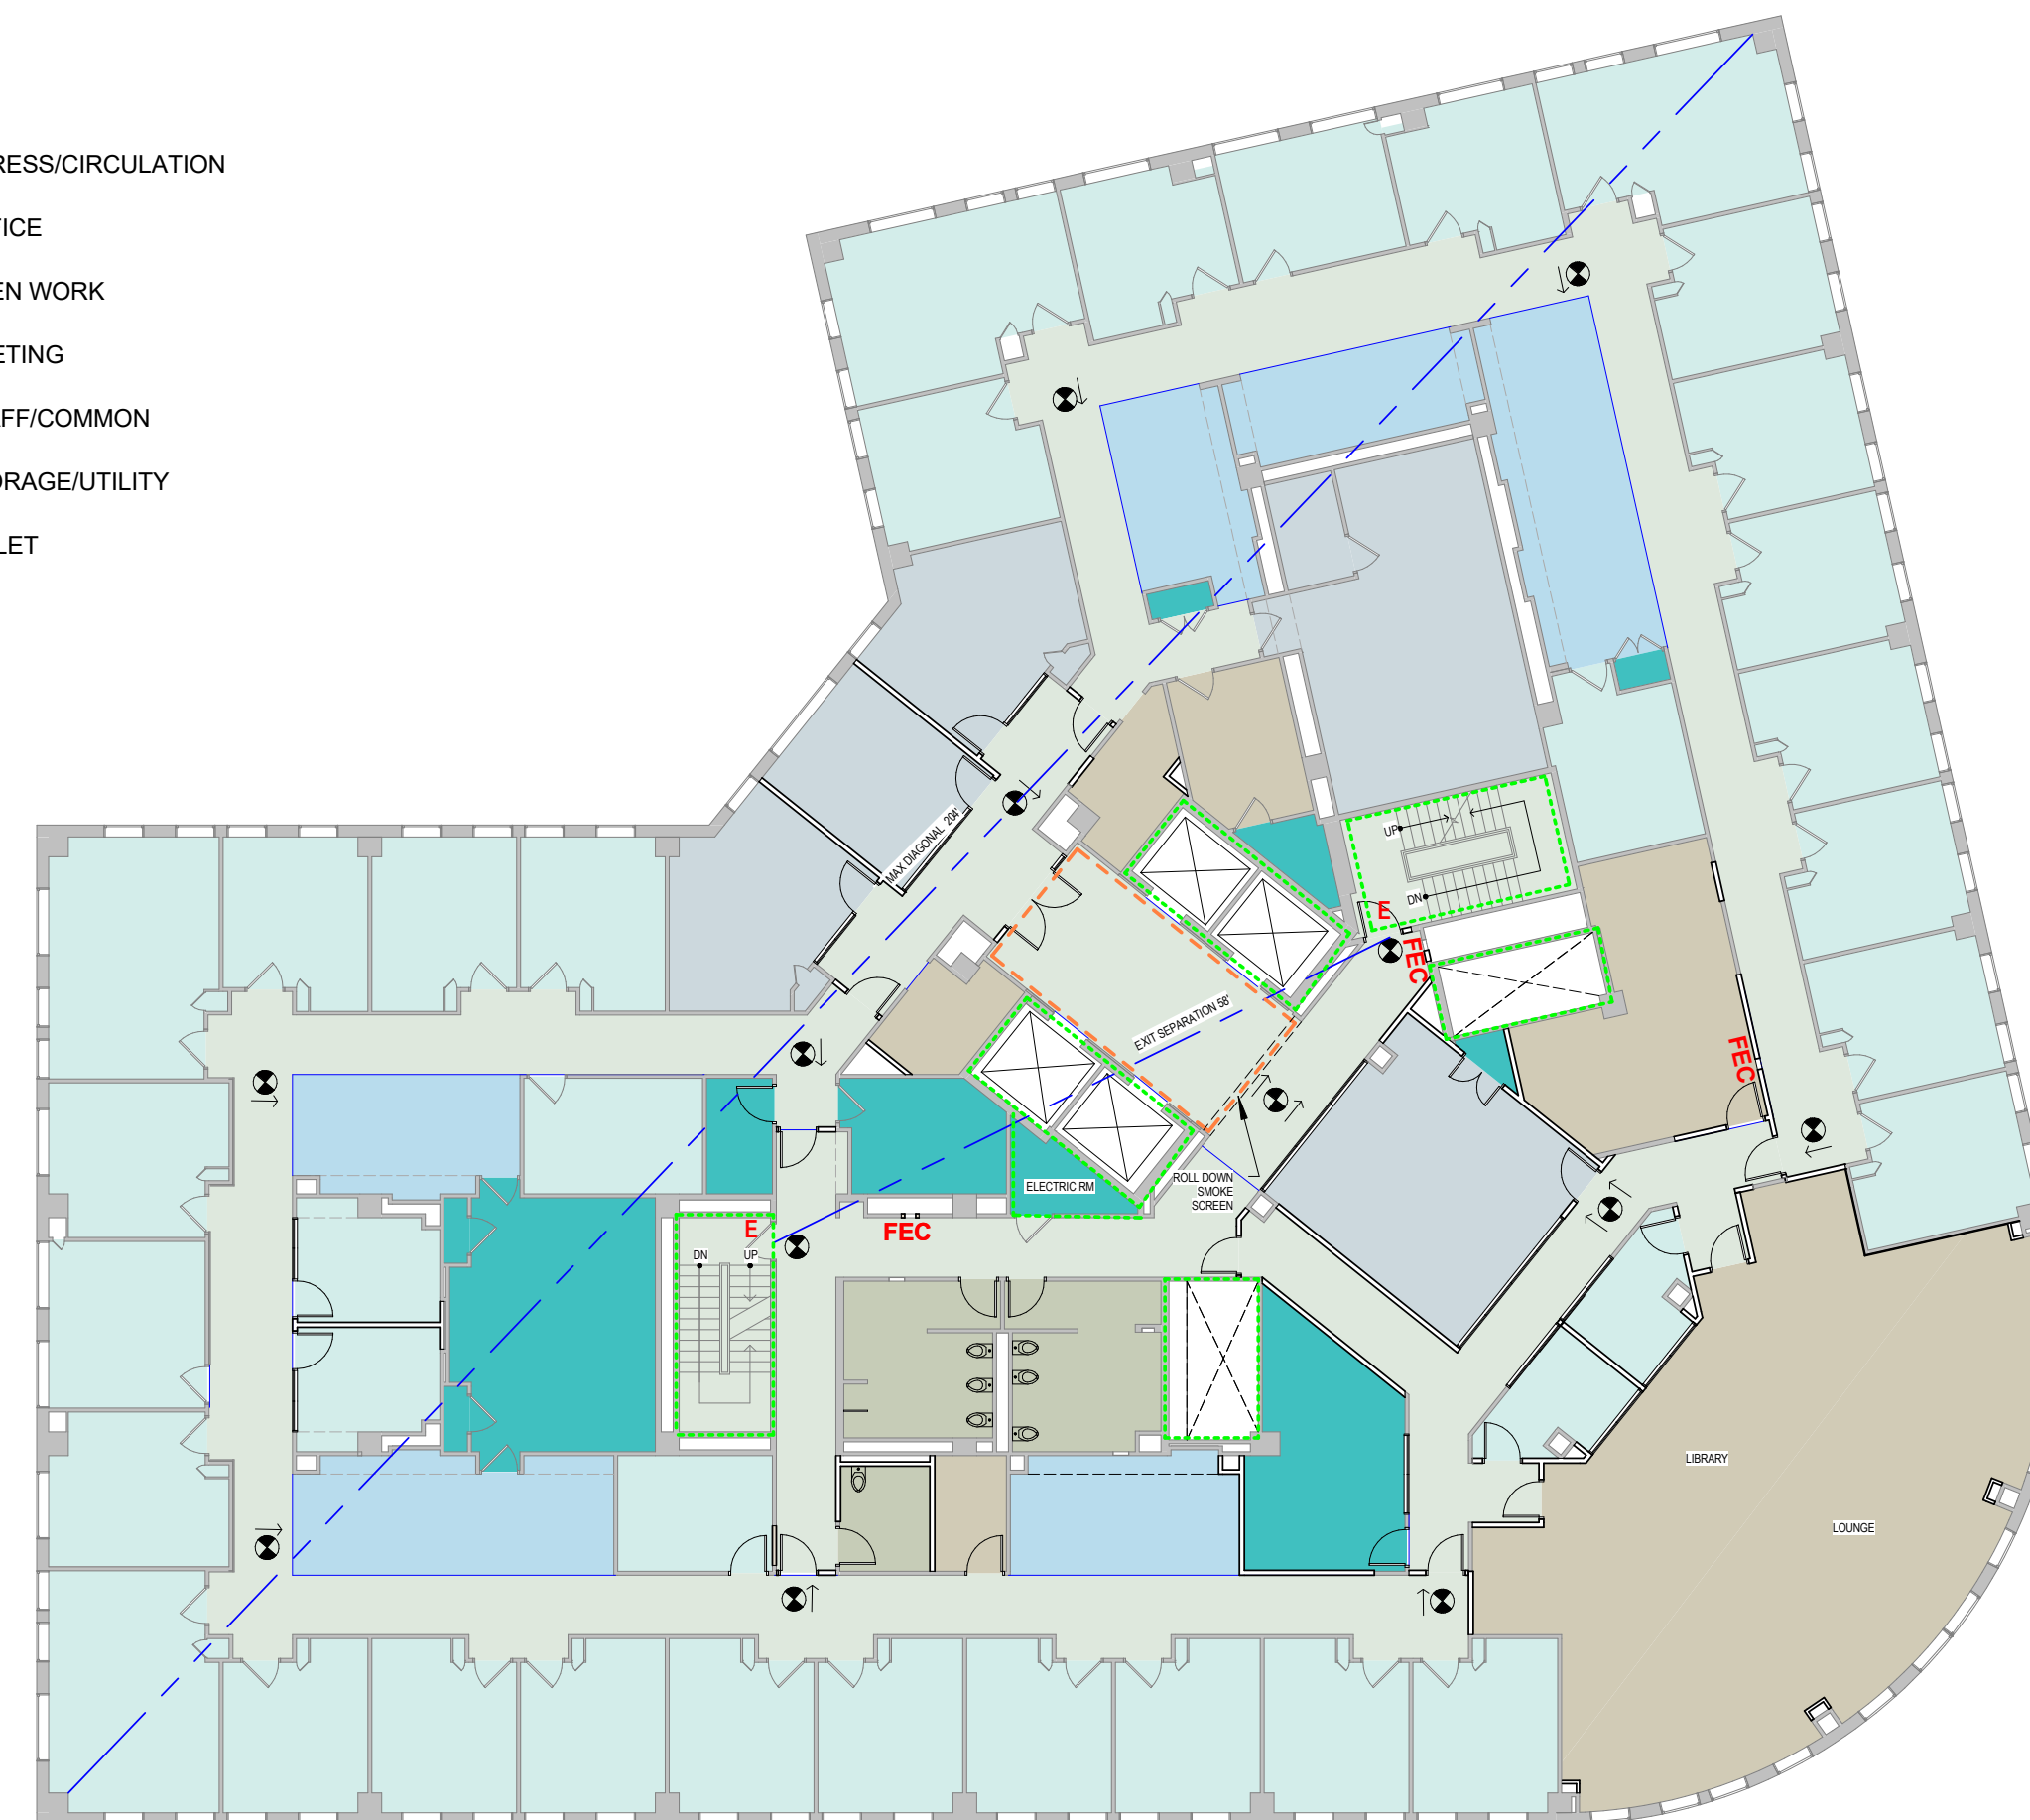 RESS/CIRCULATION
FICE
EN WORK
ETING
AFF/COMMON
ORAGE/UTILITY
LET
MAX DIAGONAL 204'
UP
DN
E
FEC
EXIT SEPARATION 58'
FEC
ELECTRIC RM
ROLL DOWN
SMOKE
SCREEN
E
FEC
DN
UP
LIBRARY
LOUNGE